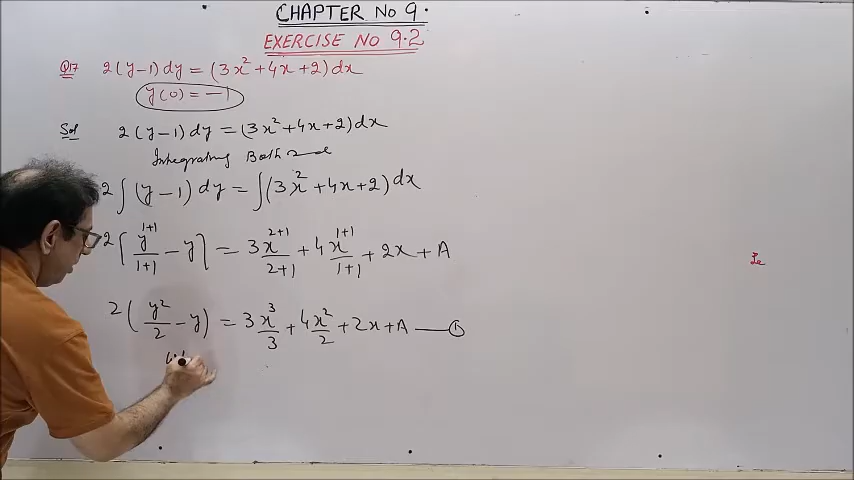 CHAPTER No 9.
EXERCISE No 9.2
Q17 2(y-1)dy = (3x²+4x+2)dx
y(0) = -1
Sol 2(y-1)dy = (3x²+4x+2)dx
Integrating Both
2∫(y-1)dy = ∫(3x²+4x+2)dx
2[y^(1+1)/(1+1) - y] = 3x^(2+1)/(2+1) + 4x^(1+1)/(1+1) + 2x + A
2(y²/2 - y) = 3x³/3 + 4x²/2 + 2x + A —①